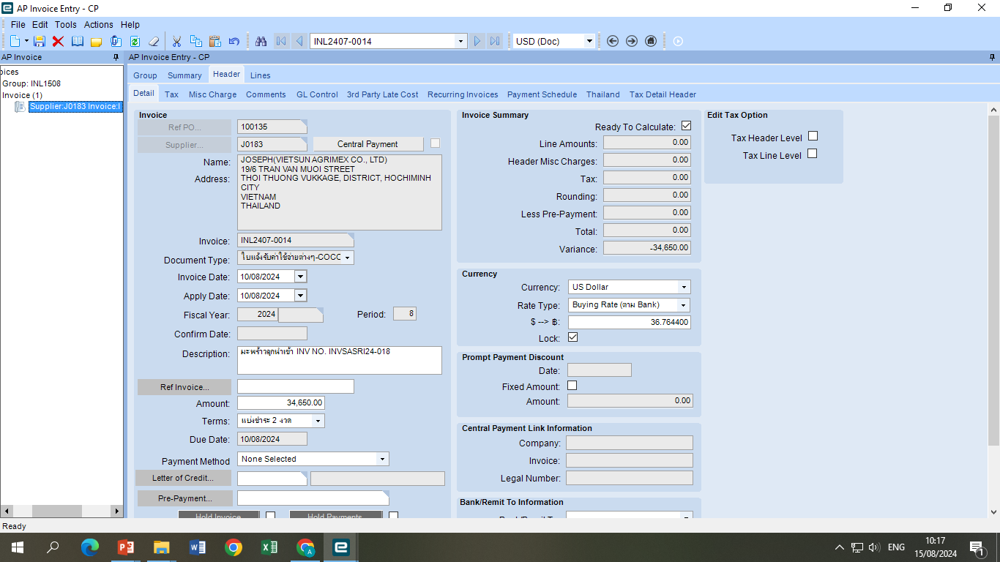 AP Invoice Entry - CP
File Edit Tools Actions Help
INL2407-0014
USD (Doc)
AP Invoice
AP Invoice Entry - CP
oices
Group: INL1508
Invoice (1)
Supplier:J0183 Invoice:I
Group Summary Header Lines
Detail Tax Misc Charge Comments GL Control 3rd Party Late Cost Recurring Invoices Payment Schedule Thailand Tax Detail Header
Invoice
Ref PO... 100135
Supplier... J0183 Central Payment
Name: JOSEPH(VIETSUN AGRIMEX CO., LTD)
19/6 TRAN VAN MUOI STREET
Address: THOI THUONG VUKKAGE, DISTRICT, HOCHIMINH
CITY
VIETNAM
THAILAND
Invoice: INL2407-0014
Document Type: ใบแจ้งรับค่าใช้จ่ายต่างๆ-COCC
Invoice Date: 10/08/2024
Apply Date: 10/08/2024
Fiscal Year: 2024 Period: 8
Confirm Date:
Description: มะพร้าวลูกนำเข้า INV NO. INVSASRI24-018
Ref Invoice...
Amount: 34,650.00
Terms: แบ่งชำระ 2 งวด
Due Date: 10/08/2024
Payment Method None Selected
Letter of Credit...
Pre-Payment...
Hold Invoice Hold Payments
Invoice Summary
Ready To Calculate:
Line Amounts: 0.00
Header Misc Charges: 0.00
Tax: 0.00
Rounding: 0.00
Less Pre-Payment: 0.00
Total: 0.00
Variance: -34,650.00
Currency
Currency: US Dollar
Rate Type: Buying Rate (ตาม Bank)
$ --> ฿: 36.764400
Lock:
Prompt Payment Discount
Date:
Fixed Amount:
Amount: 0.00
Central Payment Link Information
Company:
Invoice:
Legal Number:
Bank/Remit To Information
Edit Tax Option
Tax Header Level
Tax Line Level
Ready
ENG
10:17
15/08/2024
1